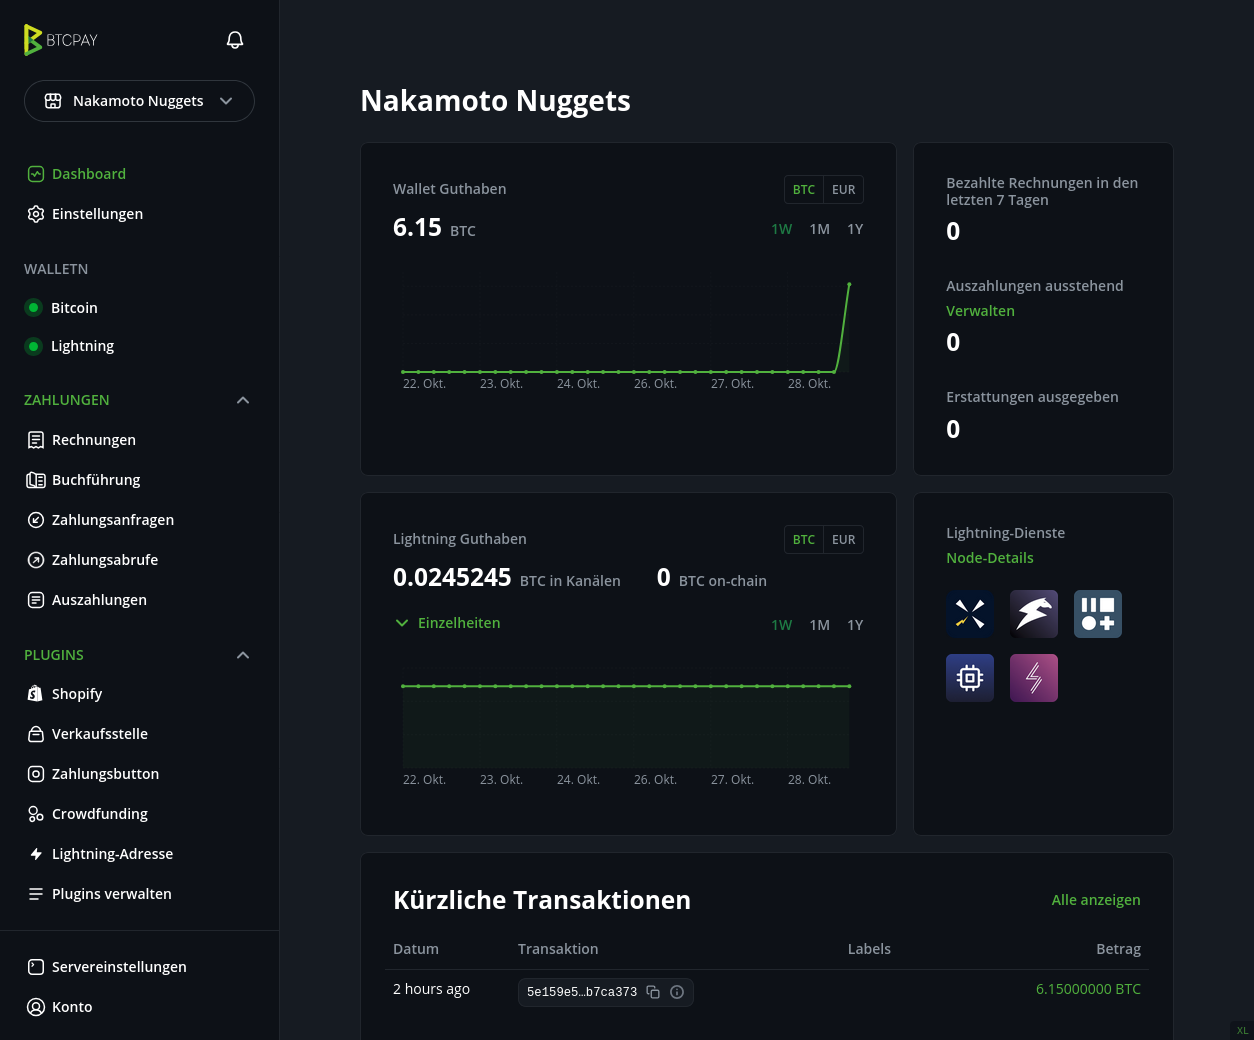 BTCPAY
Nakamoto Nuggets
Dashboard
Einstellungen
WALLETN
Bitcoin
Lightning
ZAHLUNGEN
Rechnungen
Buchführung
Zahlungsanfragen
Zahlungsabrufe
Auszahlungen
PLUGINS
Shopify
Verkaufsstelle
Zahlungsbutton
Crowdfunding
Lightning-Adresse
Plugins verwalten
Servereinstellungen
Konto
Nakamoto Nuggets
Wallet Guthaben
BTC EUR
6.15 BTC
1W 1M 1Y
22. Okt. 23. Okt. 24. Okt. 26. Okt. 27. Okt. 28. Okt.
Bezahlte Rechnungen in den
letzten 7 Tagen
0
Auszahlungen ausstehend
Verwalten
0
Erstattungen ausgegeben
0
Lightning Guthaben
BTC EUR
0.0245245 BTC in Kanälen 0 BTC on-chain
Einzelheiten
1W 1M 1Y
22. Okt. 23. Okt. 24. Okt. 26. Okt. 27. Okt. 28. Okt.
Lightning-Dienste
Node-Details
Kürzliche Transaktionen
Alle anzeigen
Datum Transaktion Labels Betrag
2 hours ago 5e159e5…b7ca373 6.15000000 BTC
XL